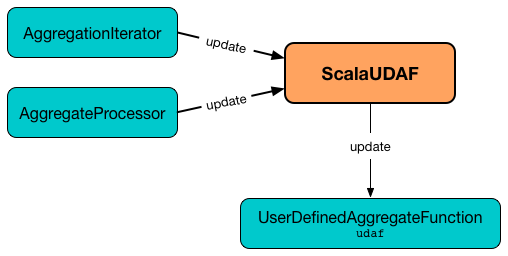 AggregationIterator
update
ScalaUDAF
AggregateProcessor
update
update
UserDefinedAggregateFunction
udaf